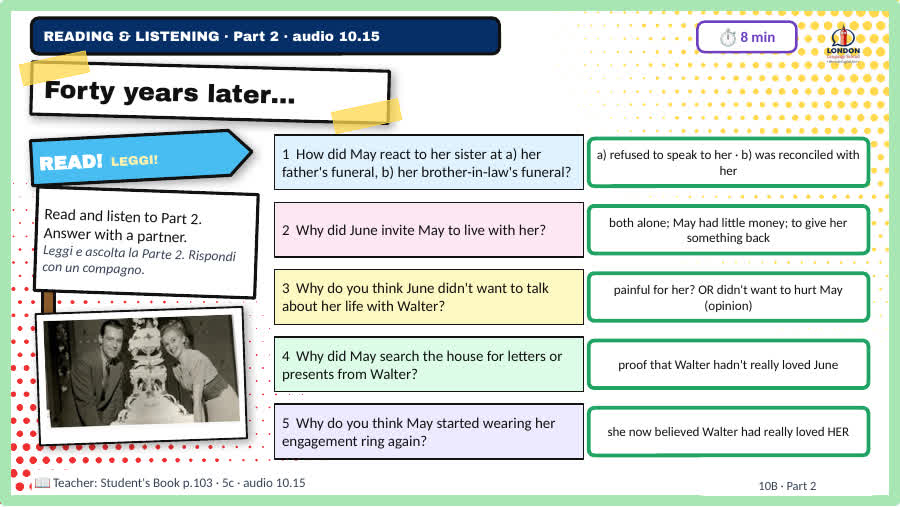 READING & LISTENING · Part 2 · audio 10.15
⏱️ 8 min
LONDON
Forty years later...
READ! LEGGI!
Read and listen to Part 2.
Answer with a partner.
Leggi e ascolta la Parte 2. Rispondi
con un compagno.
1 How did May react to her sister at a) her
father's funeral, b) her brother-in-law's funeral?
a) refused to speak to her · b) was reconciled with
her
2 Why did June invite May to live with her?
both alone; May had little money; to give her
something back
3 Why do you think June didn't want to talk
about her life with Walter?
painful for her? OR didn't want to hurt May
(opinion)
4 Why did May search the house for letters or
presents from Walter?
proof that Walter hadn't really loved June
5 Why do you think May started wearing her
engagement ring again?
she now believed Walter had really loved HER
📖 Teacher: Student's Book p.103 · 5c · audio 10.15
10B · Part 2